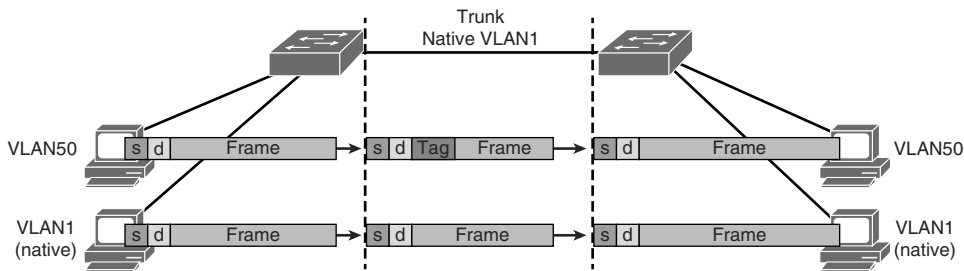 Trunk
Native VLAN1
VLAN50
s d Frame
s d Tag Frame
s d Frame
VLAN50
VLAN1
(native)
s d Frame
s d Frame
s d Frame
VLAN1
(native)